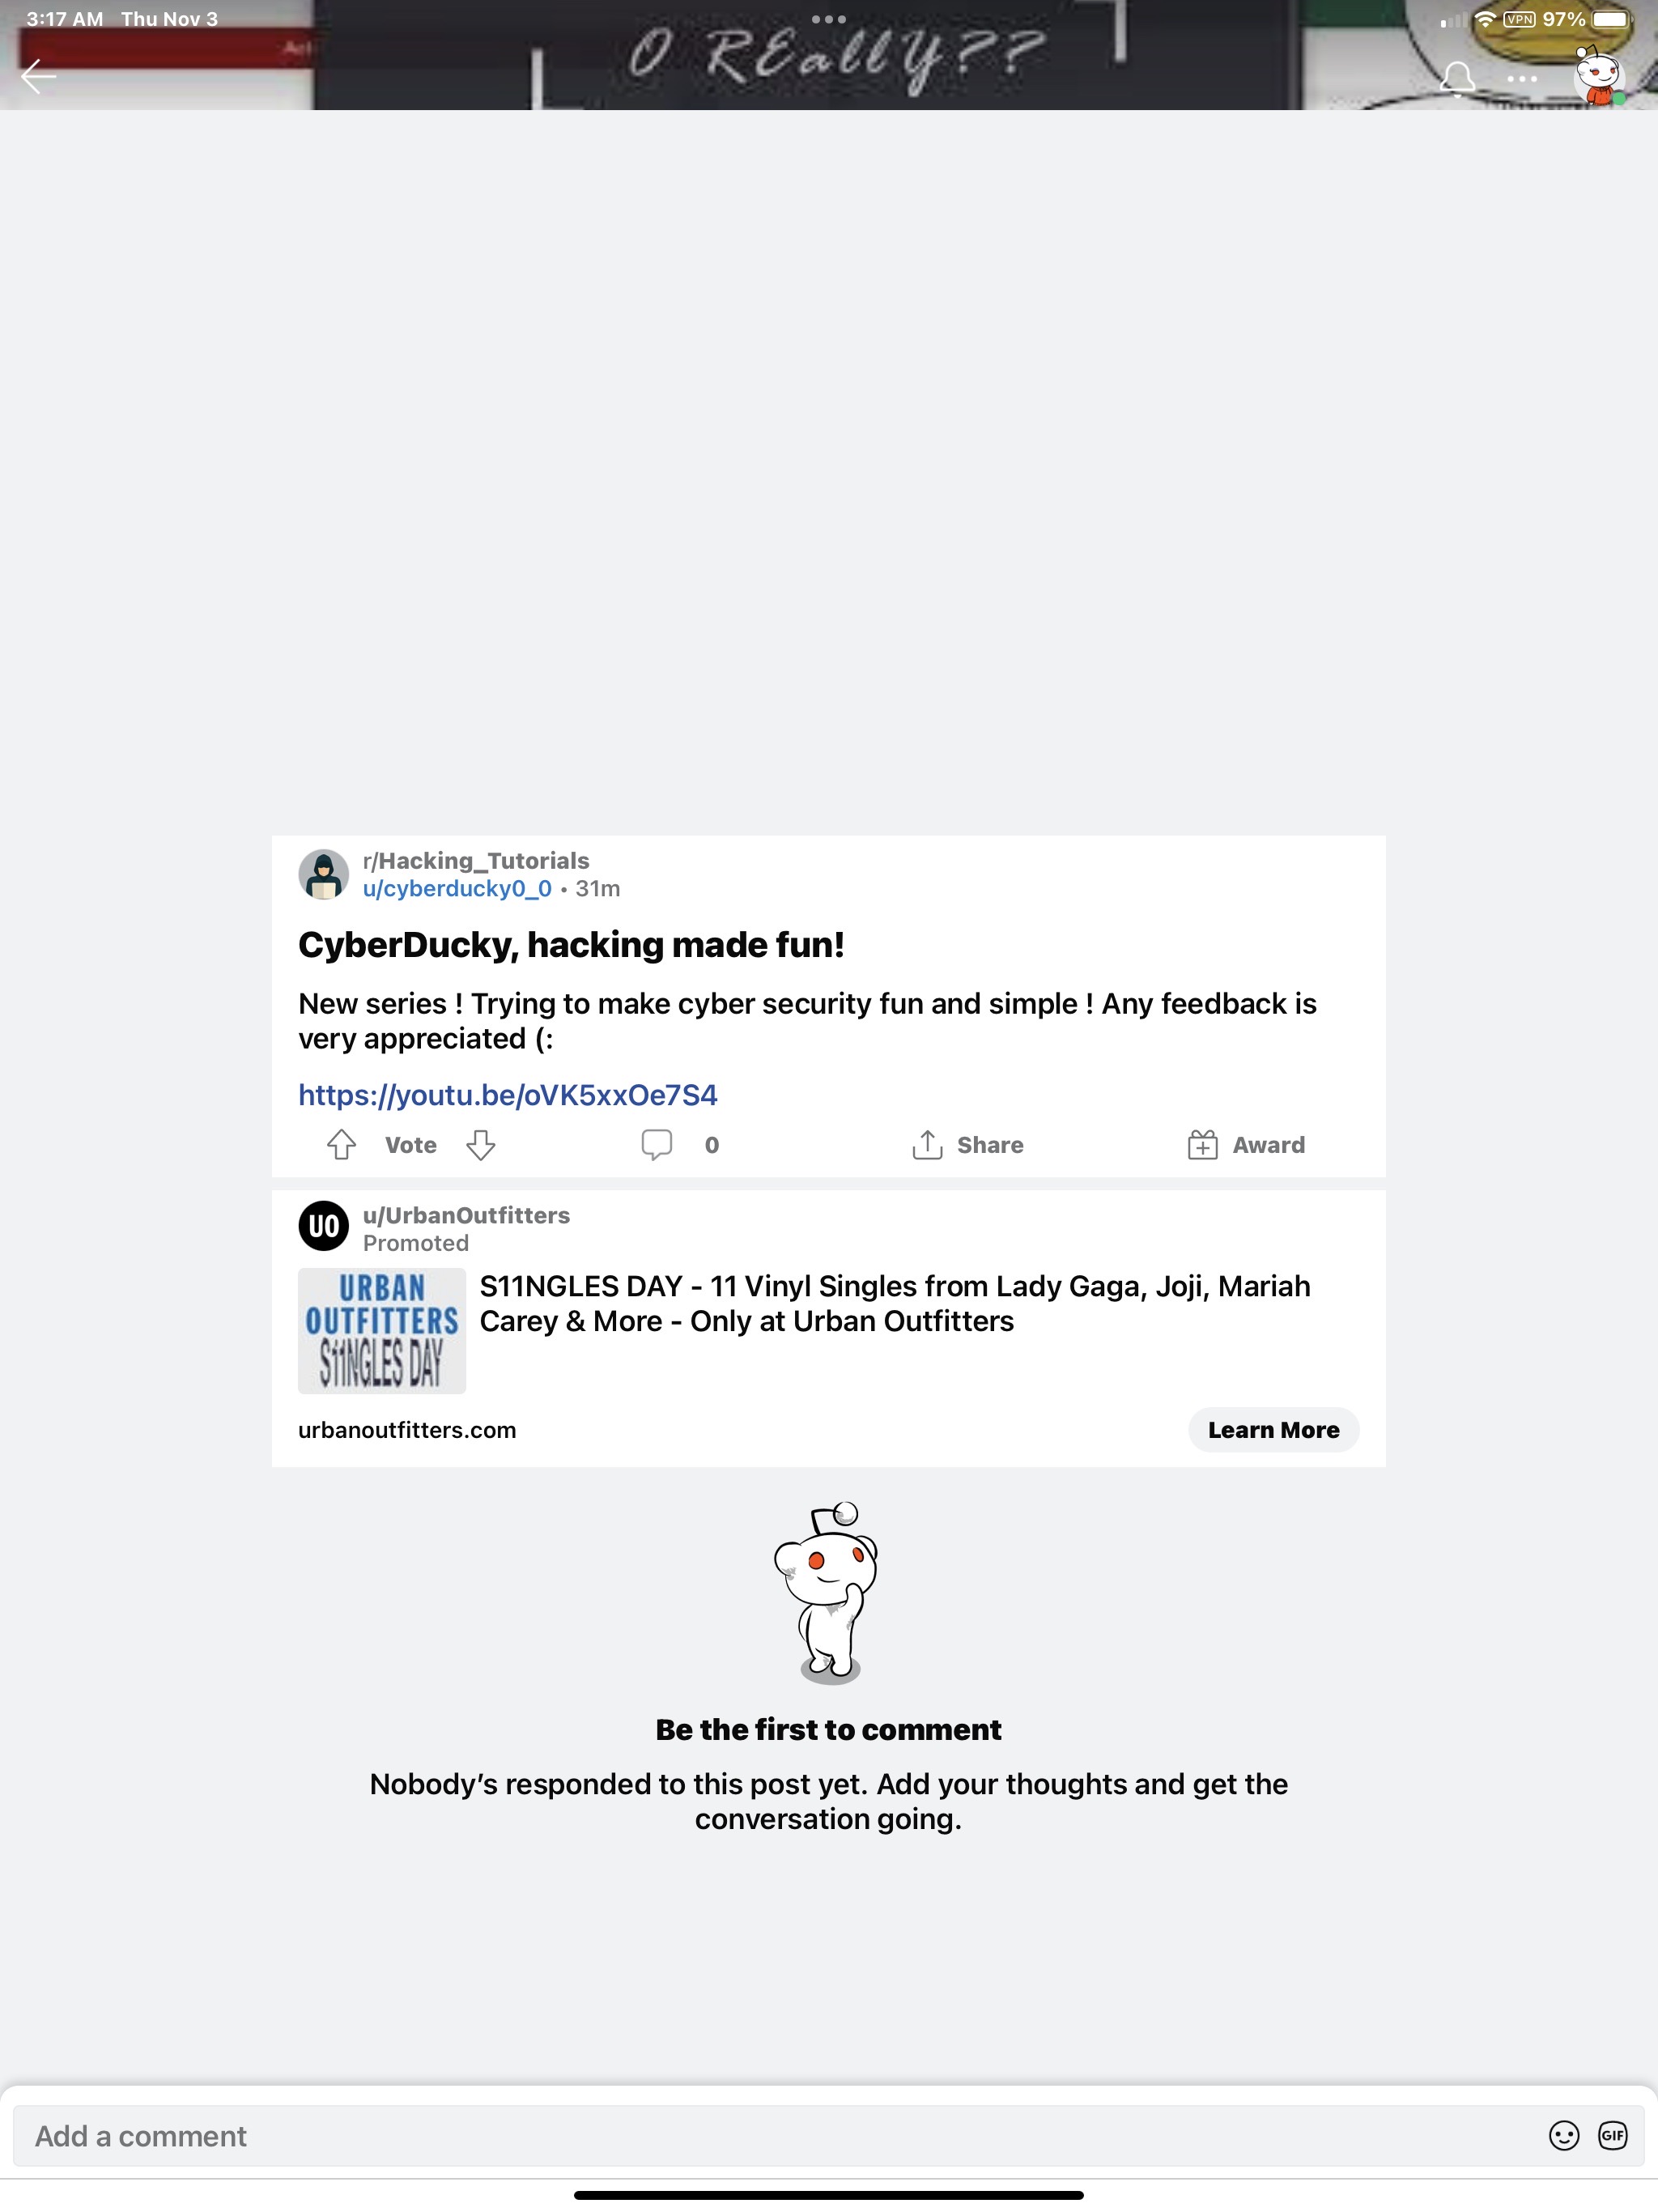 3:17 AM Thu Nov 3
VPN 97%
O REally??
r/Hacking_Tutorials
u/cyberducky0_0 • 31m
CyberDucky, hacking made fun!
New series ! Trying to make cyber security fun and simple ! Any feedback is
very appreciated (:
https://youtu.be/oVK5xxOe7S4
Vote 0 Share Award
UO
u/UrbanOutfitters
Promoted
URBAN
OUTFITTERS
S11NGLES DAY
S11NGLES DAY - 11 Vinyl Singles from Lady Gaga, Joji, Mariah
Carey & More - Only at Urban Outfitters
urbanoutfitters.com
Learn More
Be the first to comment
Nobody’s responded to this post yet. Add your thoughts and get the
conversation going.
Add a comment
GIF